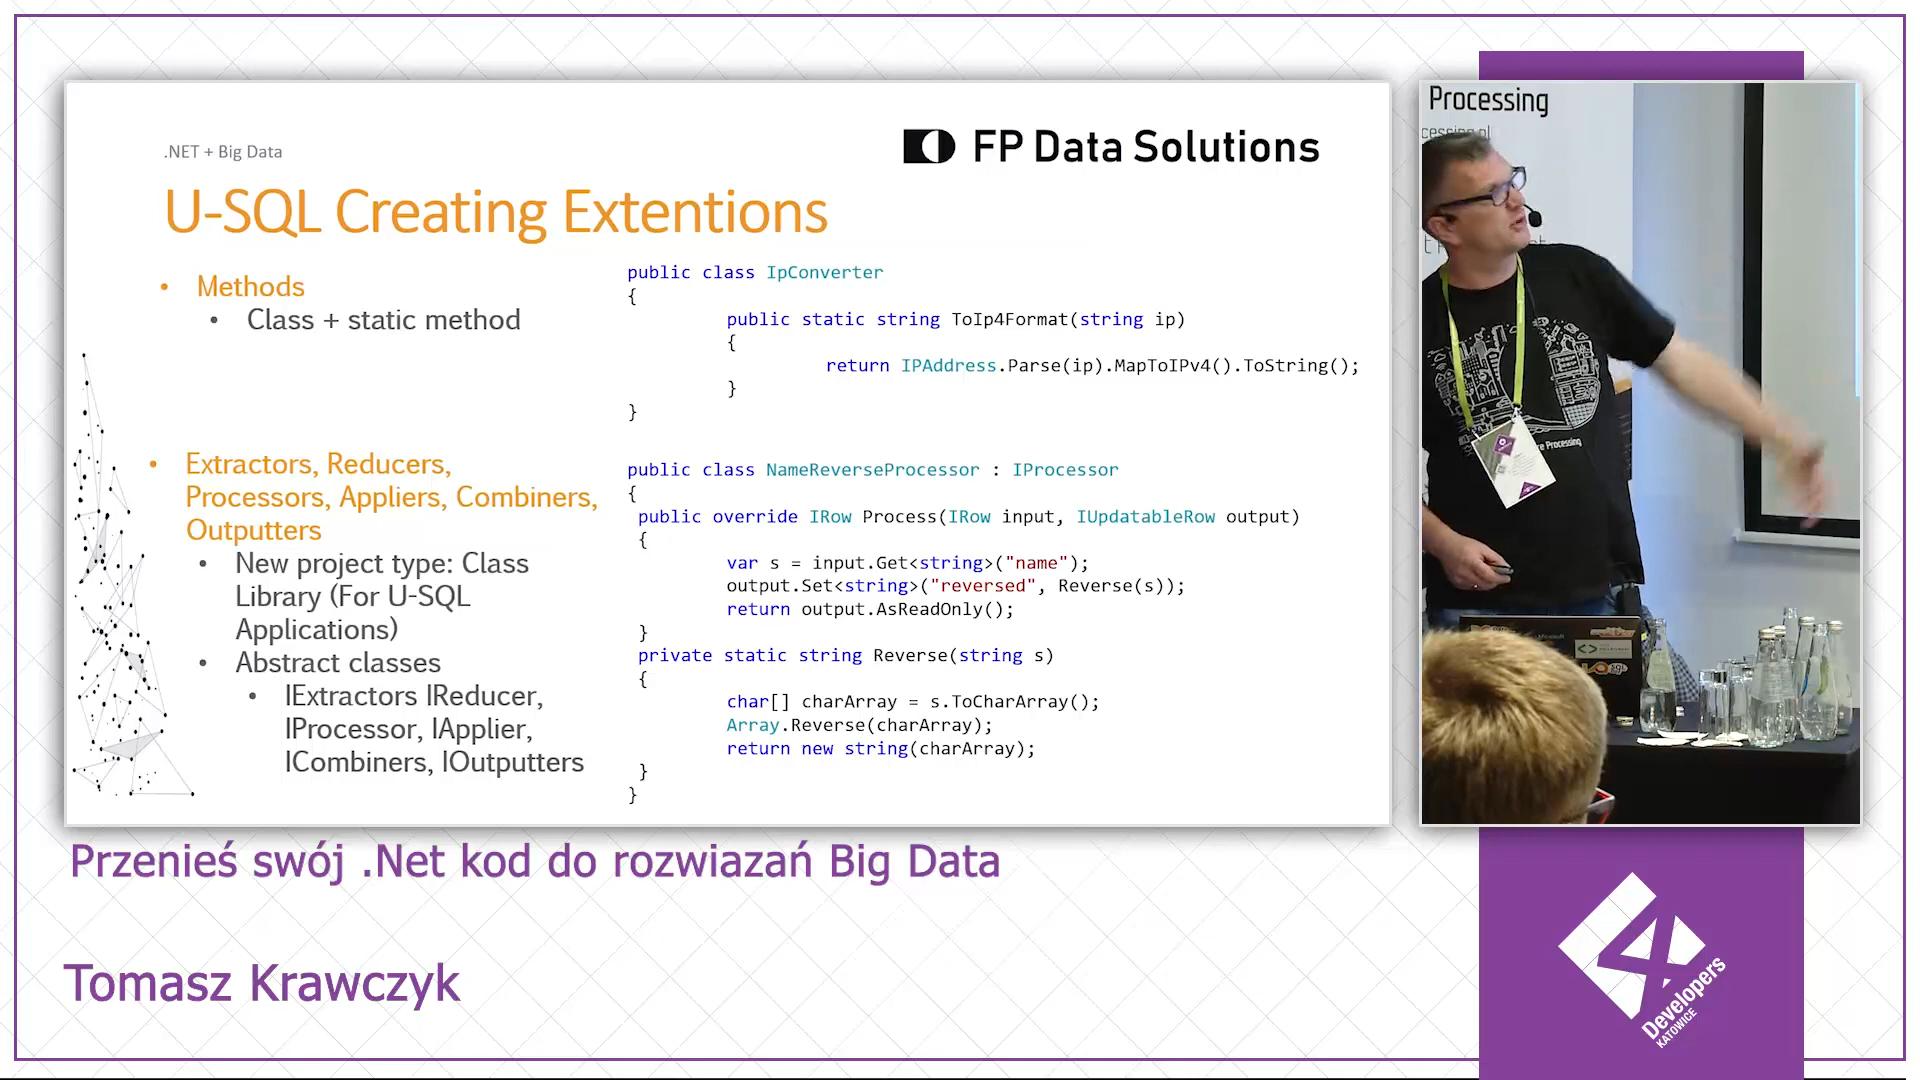 .NET + Big Data
FP Data Solutions
U-SQL Creating Extentions
• Methods
• Class + static method
public class IpConverter
{
public static string ToIp4Format(string ip)
{
return IPAddress.Parse(ip).MapToIPv4().ToString();
}
}
• Extractors, Reducers,
Processors, Appliers, Combiners,
Outputters
• New project type: Class
Library (For U-SQL
Applications)
• Abstract classes
• IExtractors IReducer,
IProcessor, IApplier,
ICombiners, IOutputters
public class NameReverseProcessor : IProcessor
{
public override IRow Process(IRow input, IUpdatableRow output)
{
var s = input.Get<string>("name");
output.Set<string>("reversed", Reverse(s));
return output.AsReadOnly();
}
private static string Reverse(string s)
{
char[] charArray = s.ToCharArray();
Array.Reverse(charArray);
return new string(charArray);
}
}
Processing
cessing.pl
e Processing
Przenieś swój .Net kod do rozwiazań Big Data
Tomasz Krawczyk
4
Developers
KATOWICE